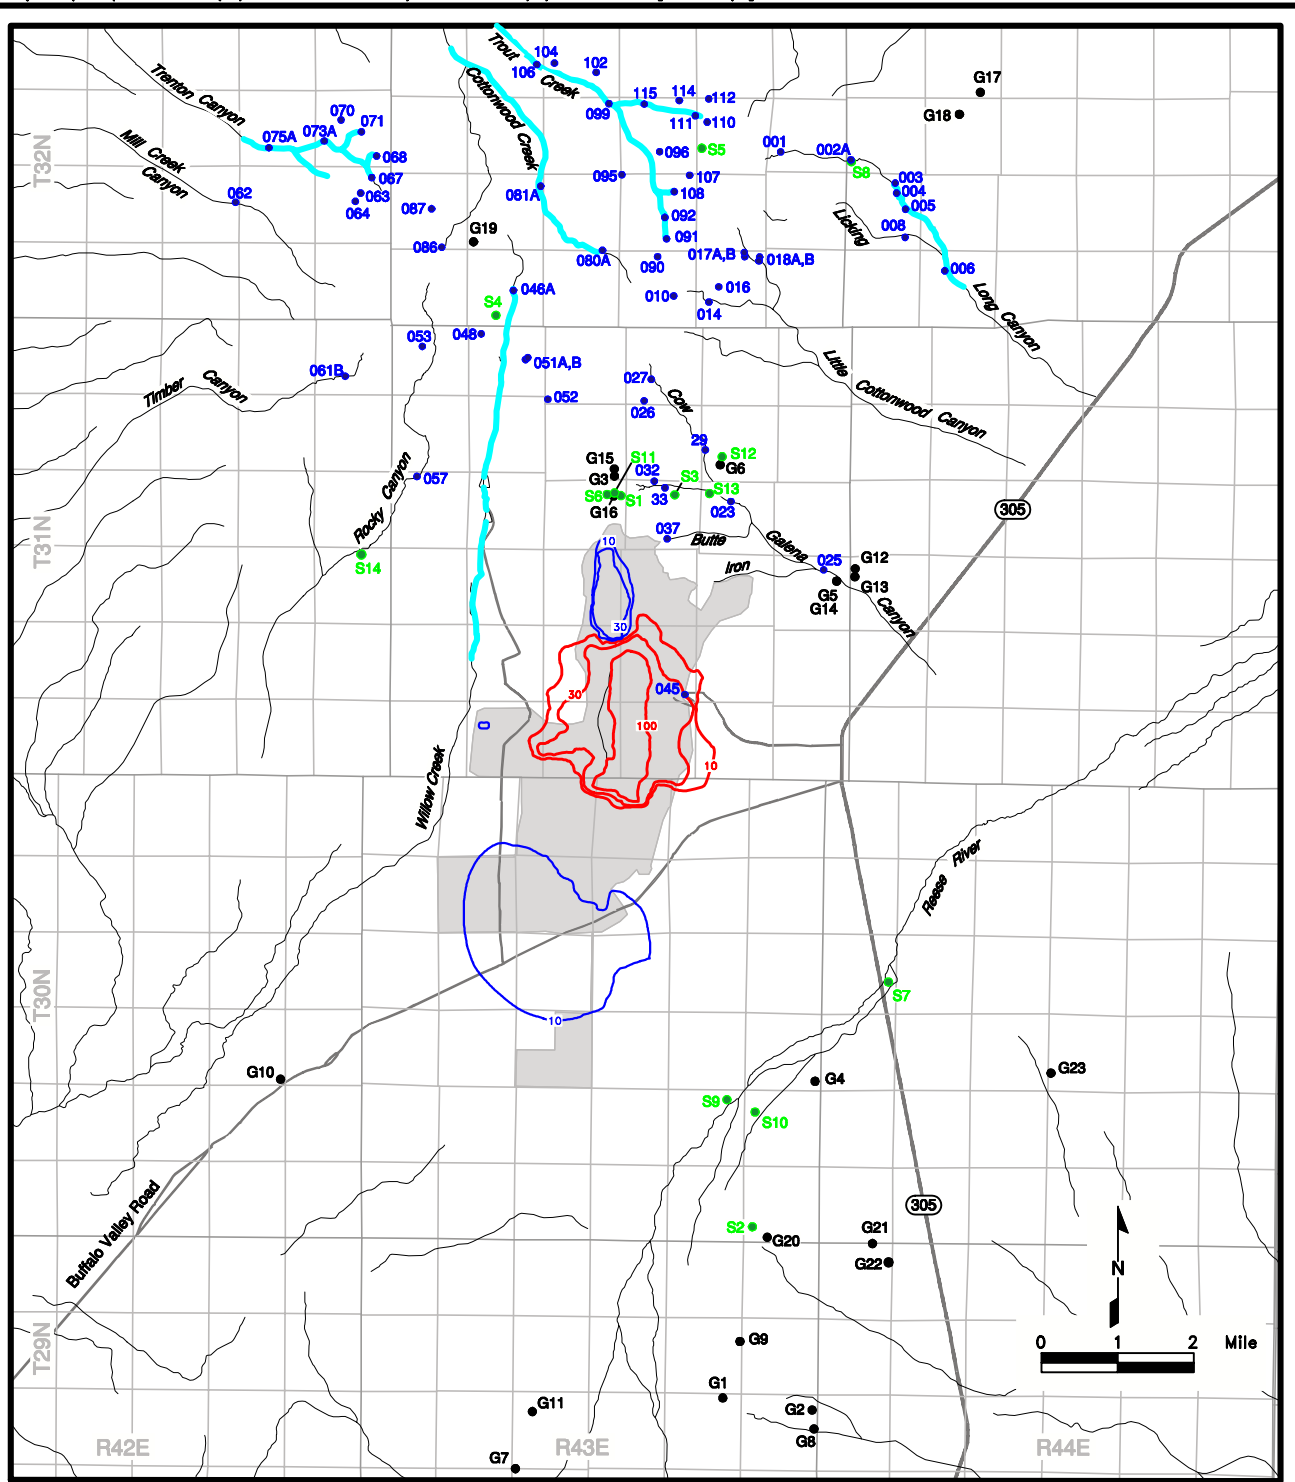 Trout Creek
104
106
102
Cottonwood Creek
115
114
112
099
111
110
G17
G18
Trenton Canyon
070
071
075A
073A
Mill Creek Canyon
068
067
062
063
064
087
086
G19
T32N
096
S5
095
107
108
081A
092
091
080A
090
017A,B
018A,B
010
016
014
001
002A
S8
003
004
005
008
Licking
006
Long Canyon
046A
S4
048
053
051A,B
052
061B
Timber Canyon
027
Cow
026
Little Cottonwood Canyon
29
S12
G6
S11
G15
G3
032
S3
S13
S6
S1
33
023
G16
057
Rocky Canyon
S14
T31N
305
037
Butte
Galena
Iron
025
G12
G13
G5
G14
Canyon
10
30
30
045
100
10
0
Willow Creek
Reese River
T30N
S7
10
G10
G4
G23
S9
S10
Buffalo Valley Road
305
S2
G20
G21
G22
N
T29N
0 1 2 Mile
G9
G1
G11
G2
G8
G7
R42E
R43E
R44E